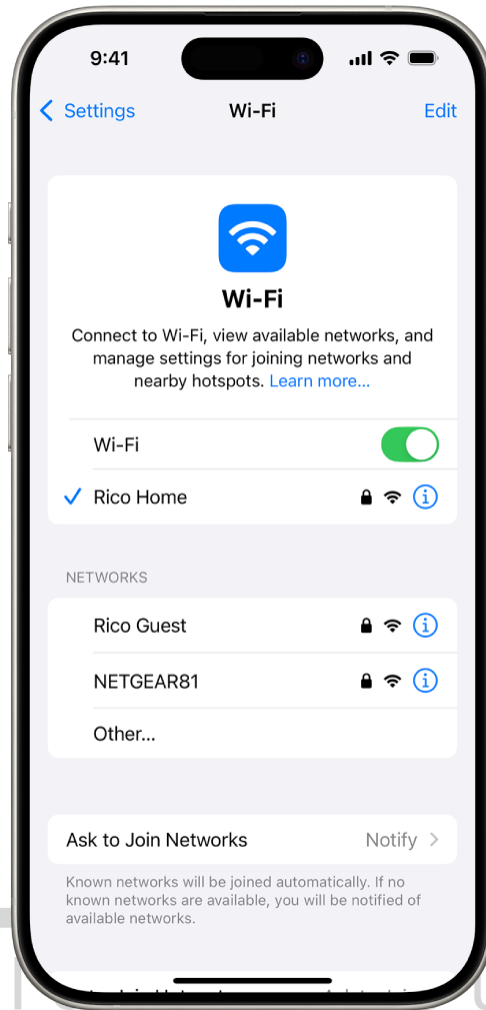 9:41
Settings
Wi-Fi
Edit
Wi-Fi
Connect to Wi-Fi, view available networks, and
manage settings for joining networks and
nearby hotspots. Learn more...
Wi-Fi
Rico Home
NETWORKS
Rico Guest
NETGEAR81
Other...
Ask to Join Networks
Notify
Known networks will be joined automatically. If no
known networks are available, you will be notified of
available networks.